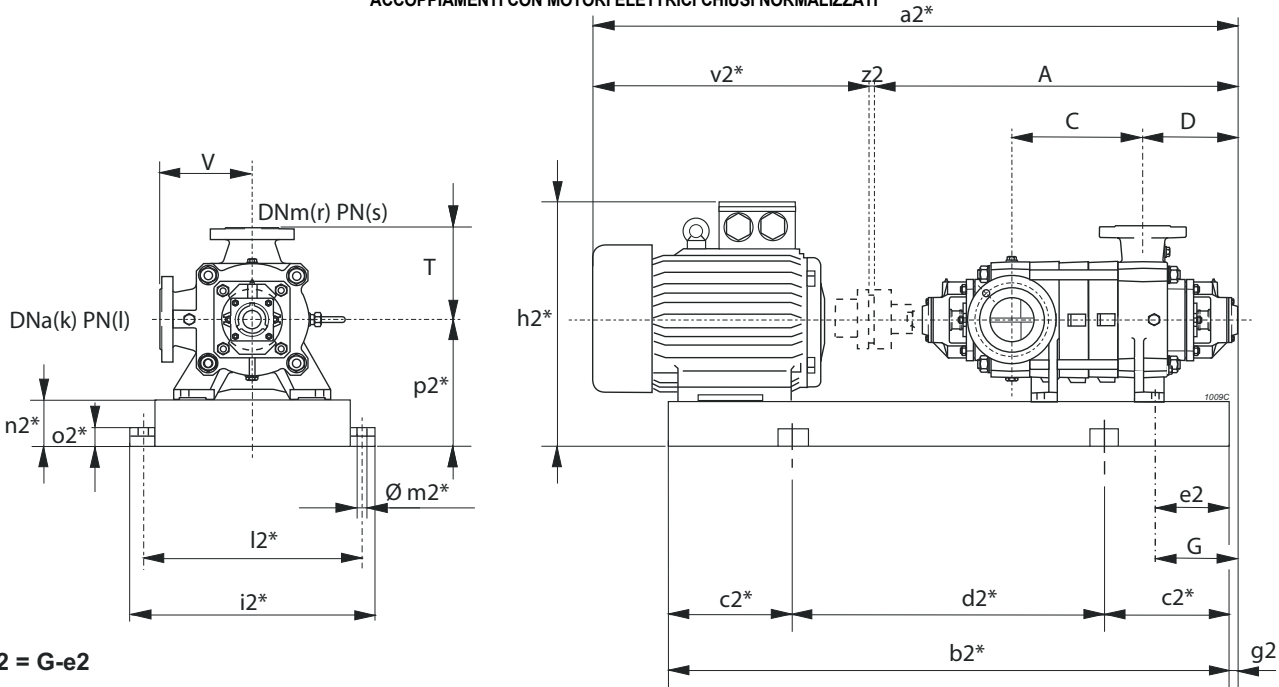 ACCOPPIAMENTI CON MOTORI ELETTRICI CHIUSI NORMALIZZATI
a2*
v2*
z2
A
C
D
V
DNm(r) PN(s)
T
h2*
DNa(k) PN(l)
p2*
n2*
o2*
1009C
Ø m2*
e2
l2*
G
i2*
c2*
d2*
c2*
b2*
g2
2 = G-e2